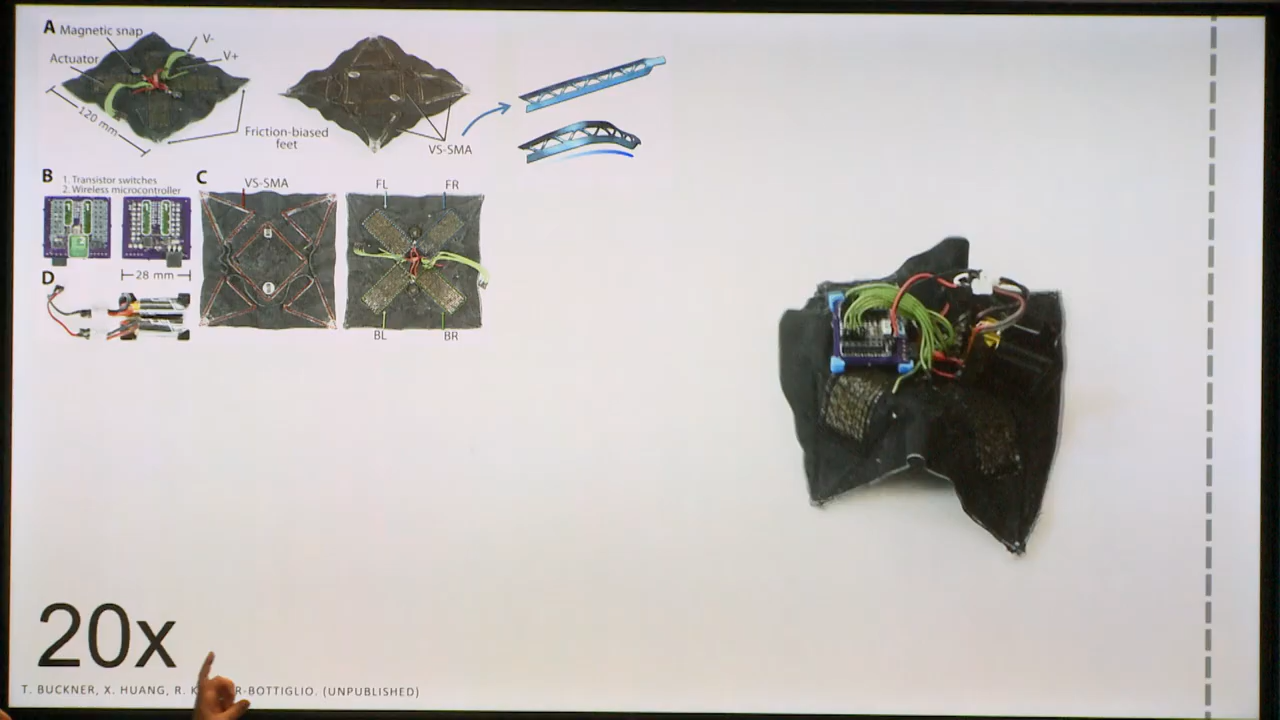 A Magnetic snap
V-
Actuator
V+
120 mm
Friction-biased
feet
VS-SMA
B 1. Transistor switches
2. Wireless microcontroller
C VS-SMA
FL FR
28 mm
D
BL BR
20x
T. BUCKNER, X. HUANG, R. R-BOTTIGLIO. (UNPUBLISHED)